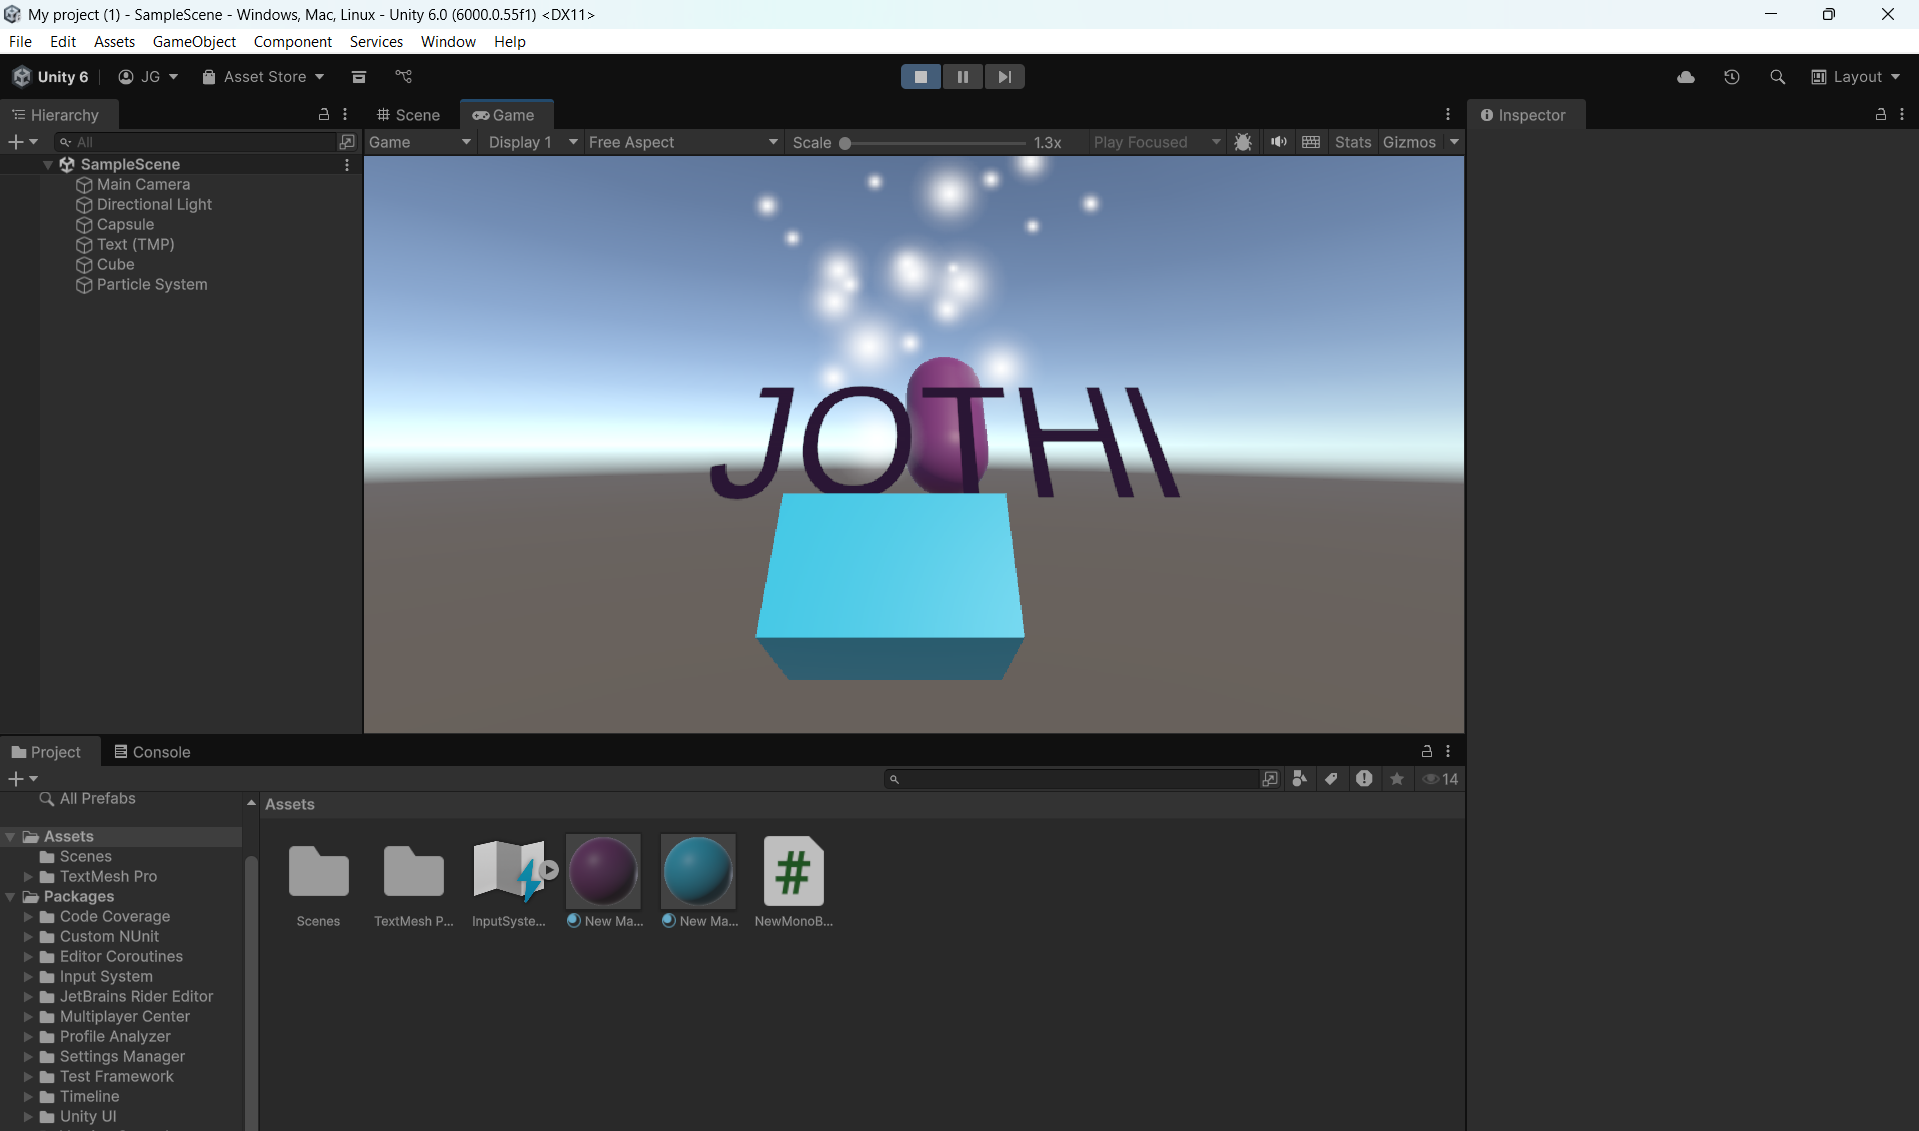 My project (1) - SampleScene - Windows, Mac, Linux - Unity 6.0 (6000.0.55f1) <DX11>
File Edit Assets GameObject Component Services Window Help
Unity 6 JG Asset Store Layout
Hierarchy Scene Game Inspector
All Game Display 1 Free Aspect Scale 1.3x Play Focused Stats Gizmos
SampleScene
Main Camera
Directional Light
Capsule
Text (TMP)
Cube
Particle System
JOTHI
Project Console
14
All Prefabs
Assets
Assets
Scenes
TextMesh Pro
Packages
Code Coverage
Custom NUnit
Editor Coroutines
Input System
JetBrains Rider Editor
Multiplayer Center
Profile Analyzer
Settings Manager
Test Framework
Timeline
Unity UI
Scenes TextMesh P... InputSyste... New Ma... New Ma... NewMonoB...